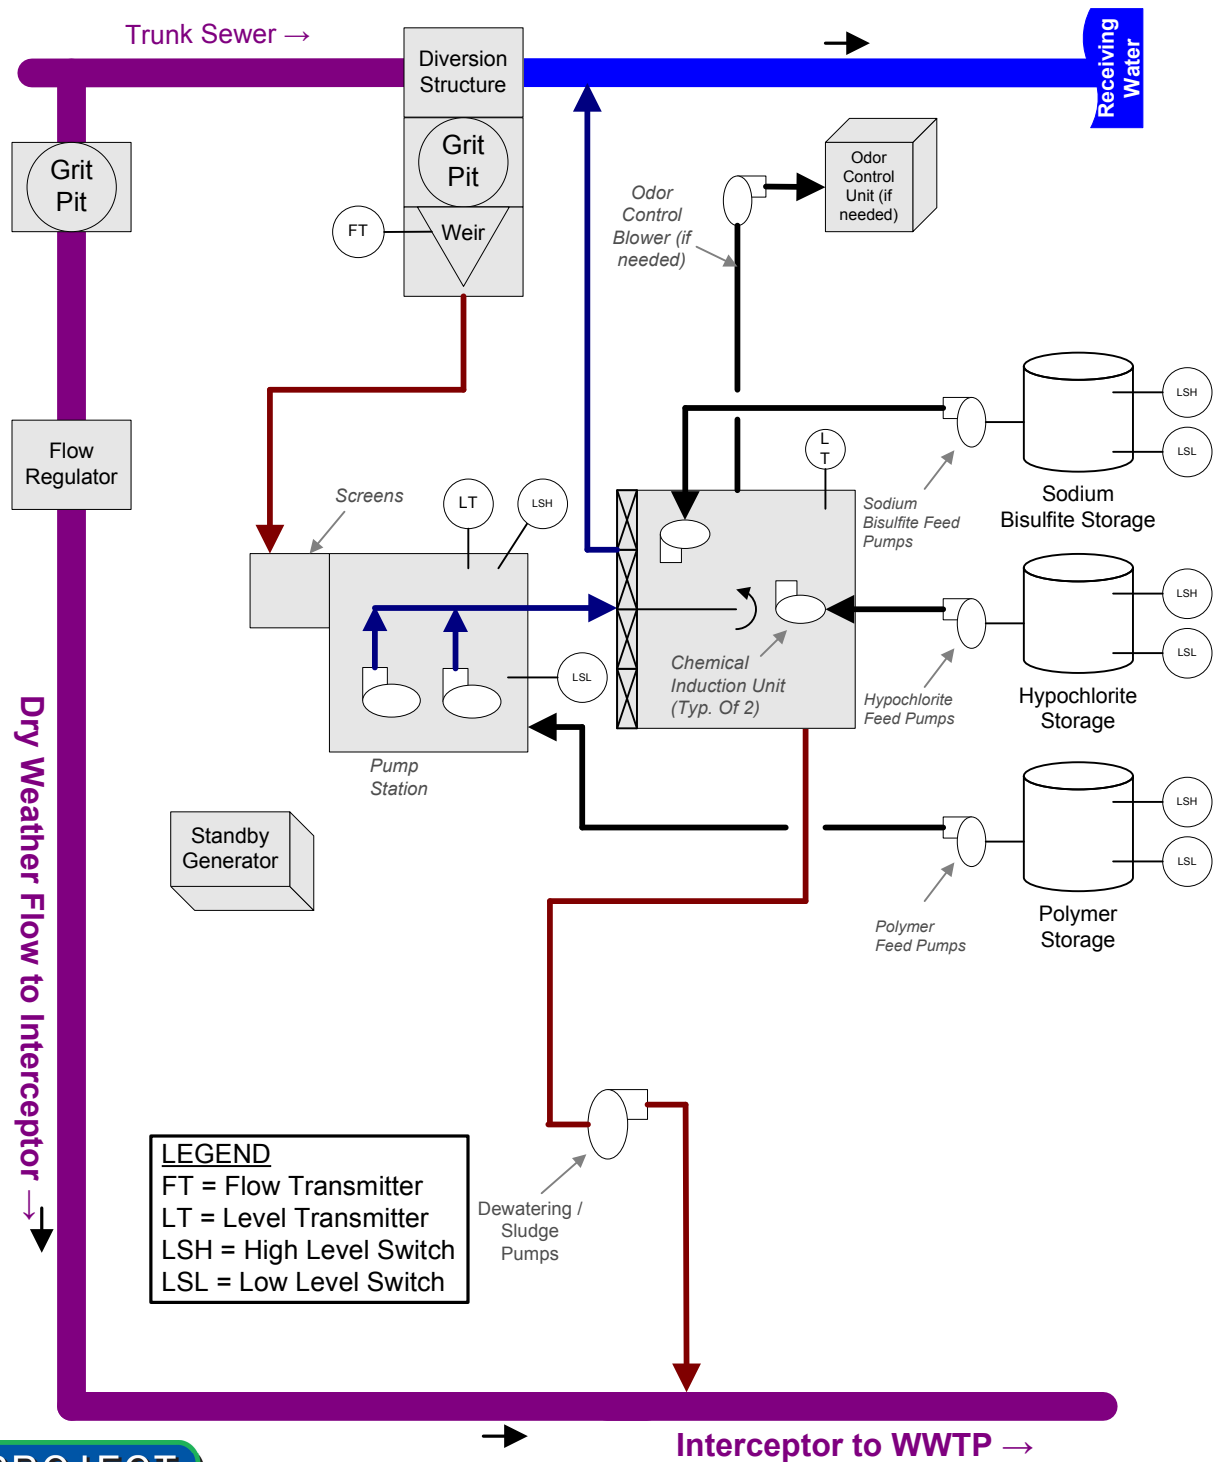 Trunk Sewer →
Diversion
Structure
Receiving
Water
Grit
Pit
Grit
Pit
FT
Weir
Odor
Control
Blower (if
needed)
Odor
Control
Unit (if
needed)
Flow
Regulator
Screens
LT
LSH
L
T
LSH
LSL
Sodium
Bisulfite Feed
Pumps
Sodium
Bisulfite Storage
LSL
Chemical
Induction Unit
(Typ. Of 2)
Hypochlorite
Feed Pumps
LSH
LSL
Hypochlorite
Storage
Pump
Station
Dry Weather Flow to Interceptor →
Standby
Generator
LSH
LSL
Polymer
Feed Pumps
Polymer
Storage
LEGEND
FT = Flow Transmitter
LT = Level Transmitter
LSH = High Level Switch
LSL = Low Level Switch
Dewatering /
Sludge
Pumps
Interceptor to WWTP →
PROJECT